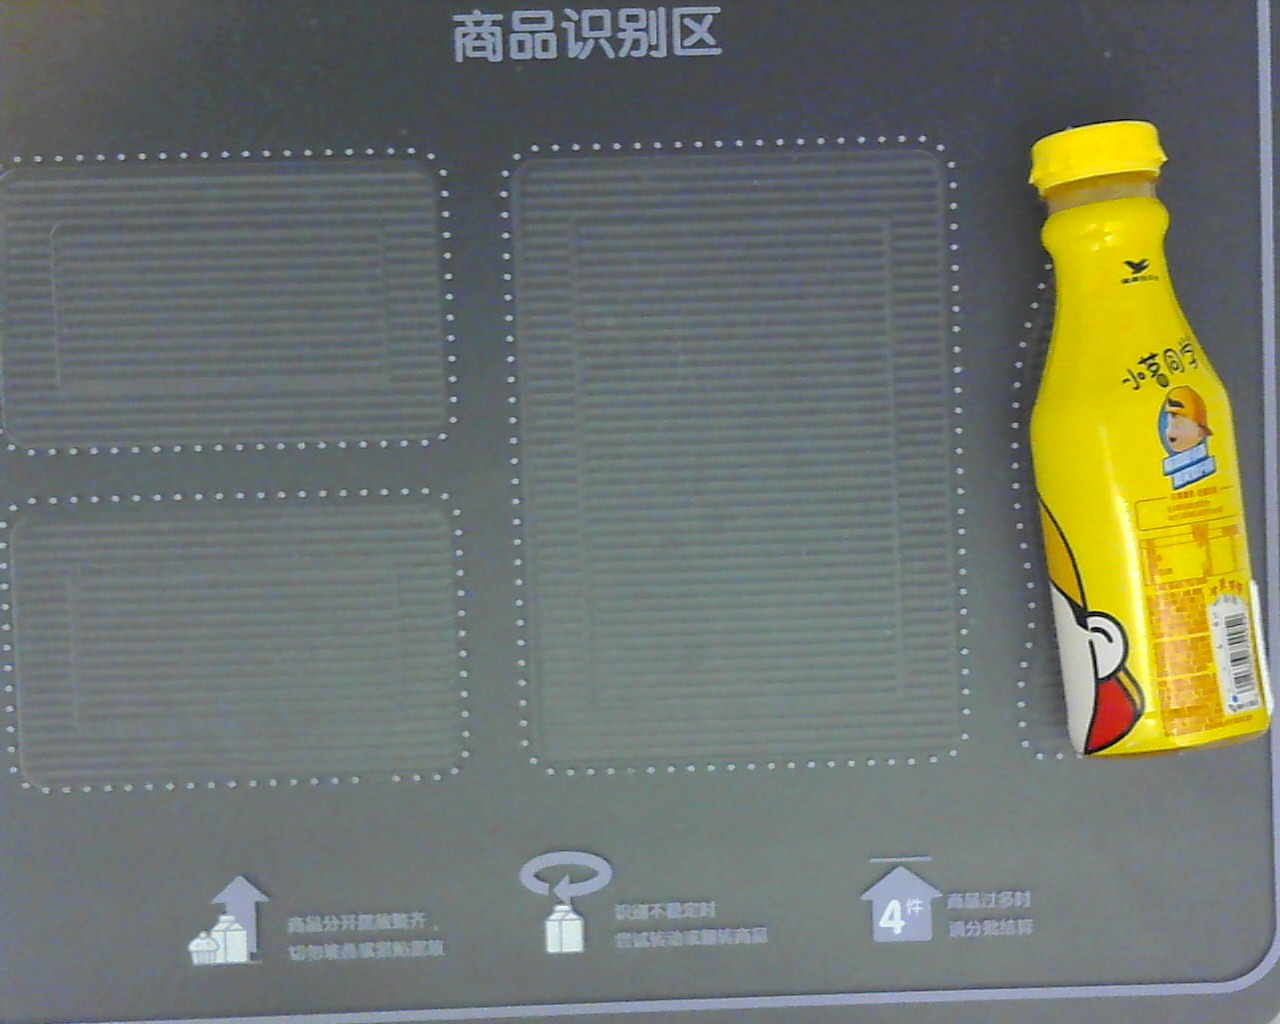 商品识别区
小茗同学
商品分开摆放整齐，
切勿堆叠或紧贴摆放
识别不稳定时
尝试转动或翻转商品
4件
商品过多时
请分批结算